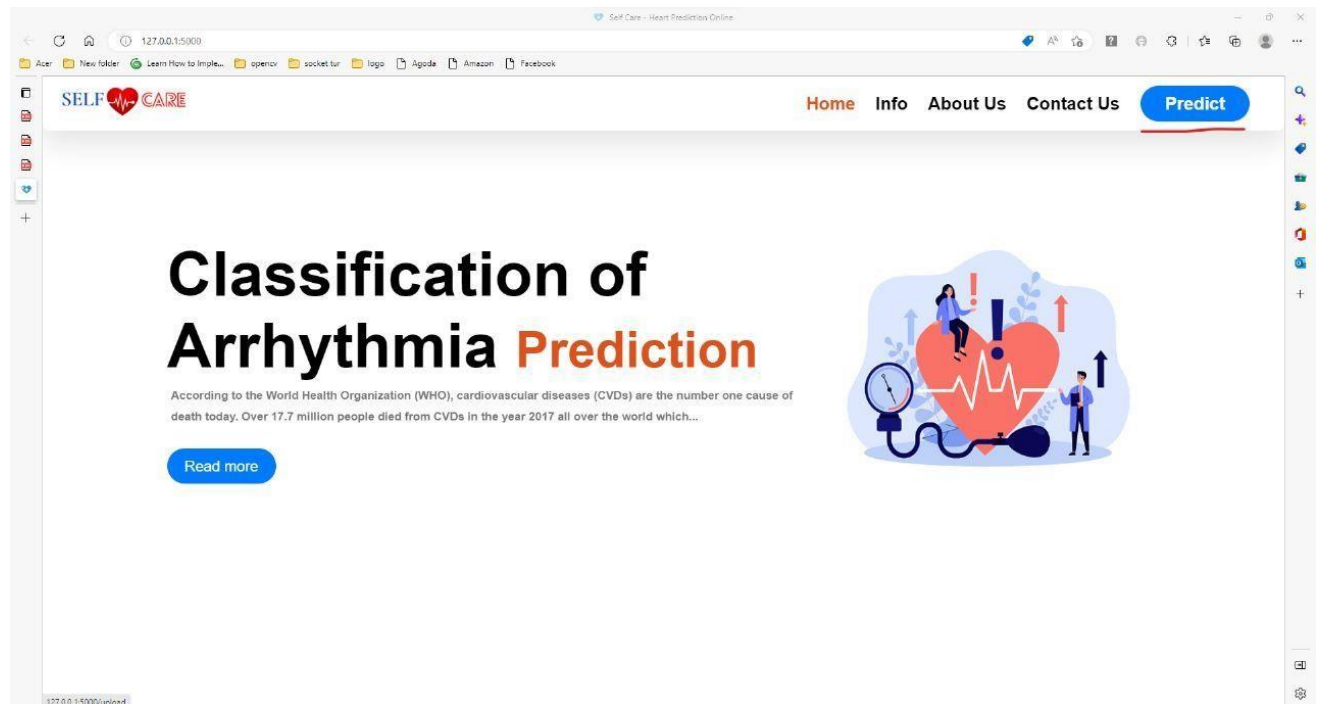 Self Care - Heart Prediction Online
127.0.0.1:5000
Acer New folder Learn How to Imple... opencv socket tur logo Agoda Amazon Facebook
SELF CARE Home Info About Us Contact Us Predict
Classification of
Arrhythmia Prediction
According to the World Health Organization (WHO), cardiovascular diseases (CVDs) are the number one cause of
death today. Over 17.7 million people died from CVDs in the year 2017 all over the world which...
Read more
127.0.0.1:5000/upload